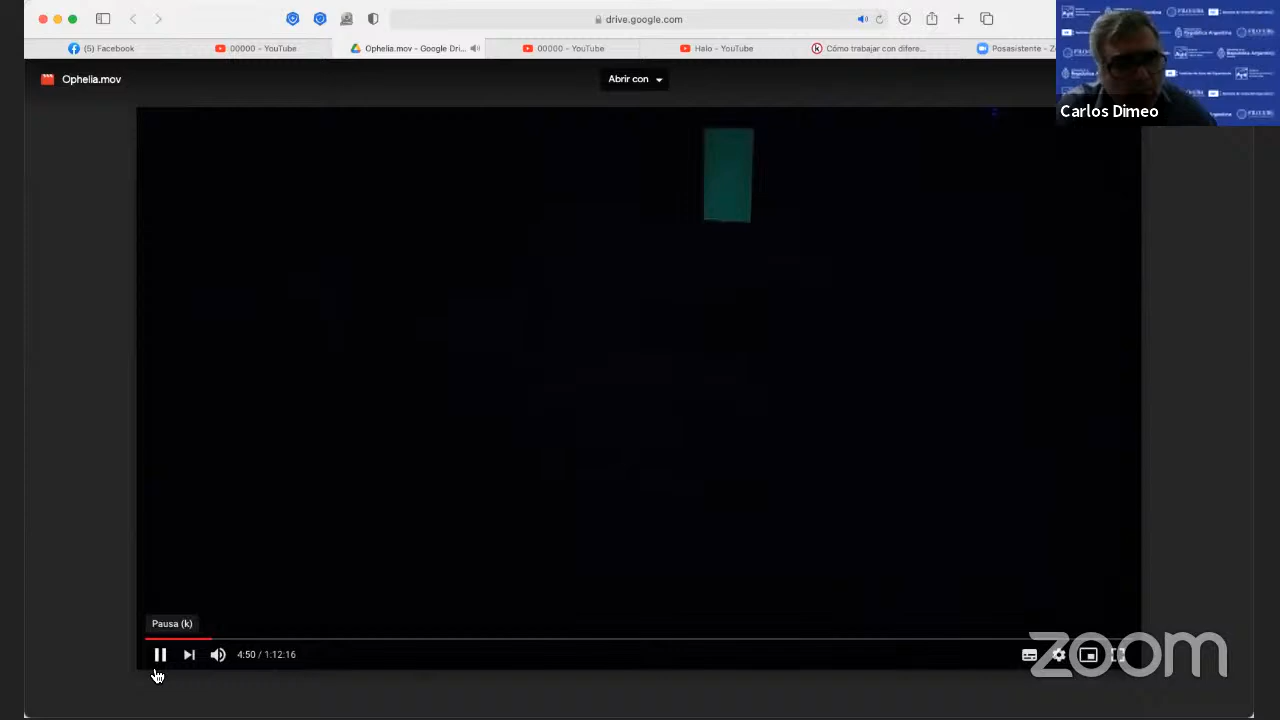 drive.google.com
(5) Facebook
00000 - YouTube
Ophelia.mov - Google Dri...
00000 - YouTube
Halo - YouTube
Cómo trabajar con difere...
Posasistente - Zo
Ophelia.mov
Abrir con
Carlos Dimeo
Pausa (k)
4:50 / 1:12:16
zoom